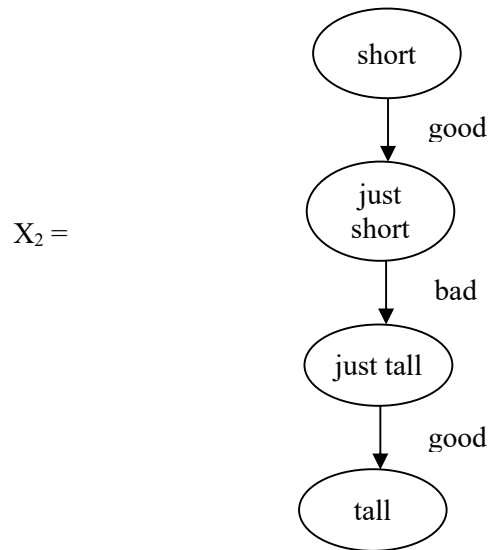 short
good
just
short
X₂ =
bad
just tall
good
tall